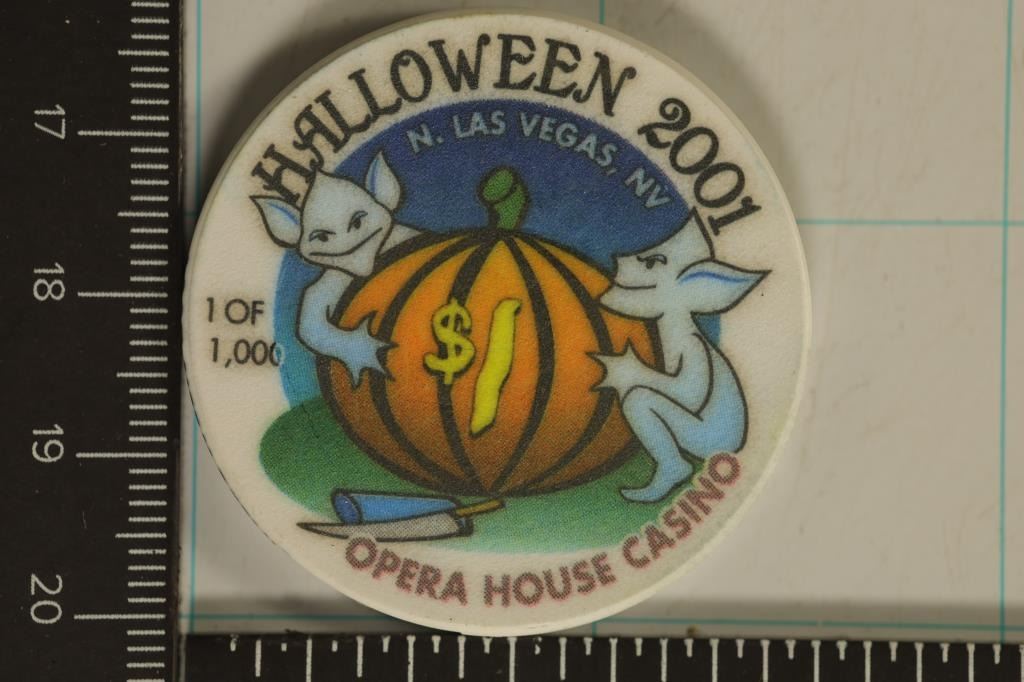 HALLOWEEN 2001
N. LAS VEGAS, NV
1 OF
1,000
$1
OPERA HOUSE CASINO
17
18
19
20